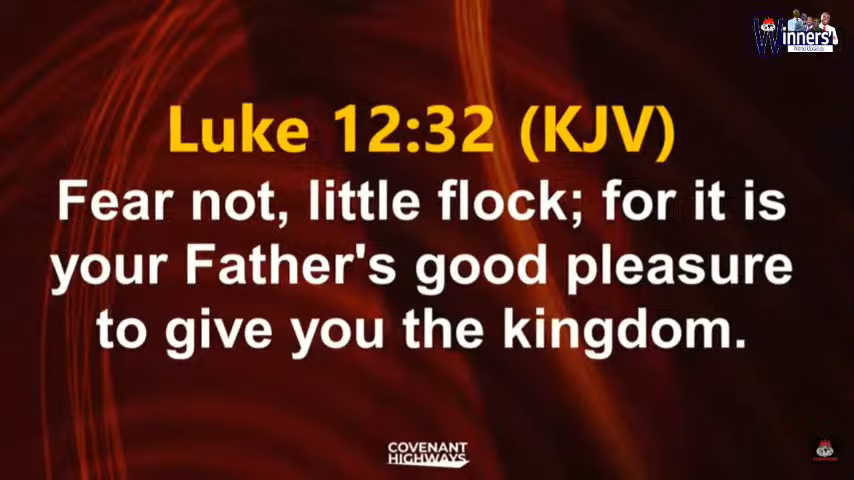 Winners'
Luke 12:32 (KJV)
Fear not, little flock; for it is
your Father's good pleasure
to give you the kingdom.
COVENANT
HIGHWAYS